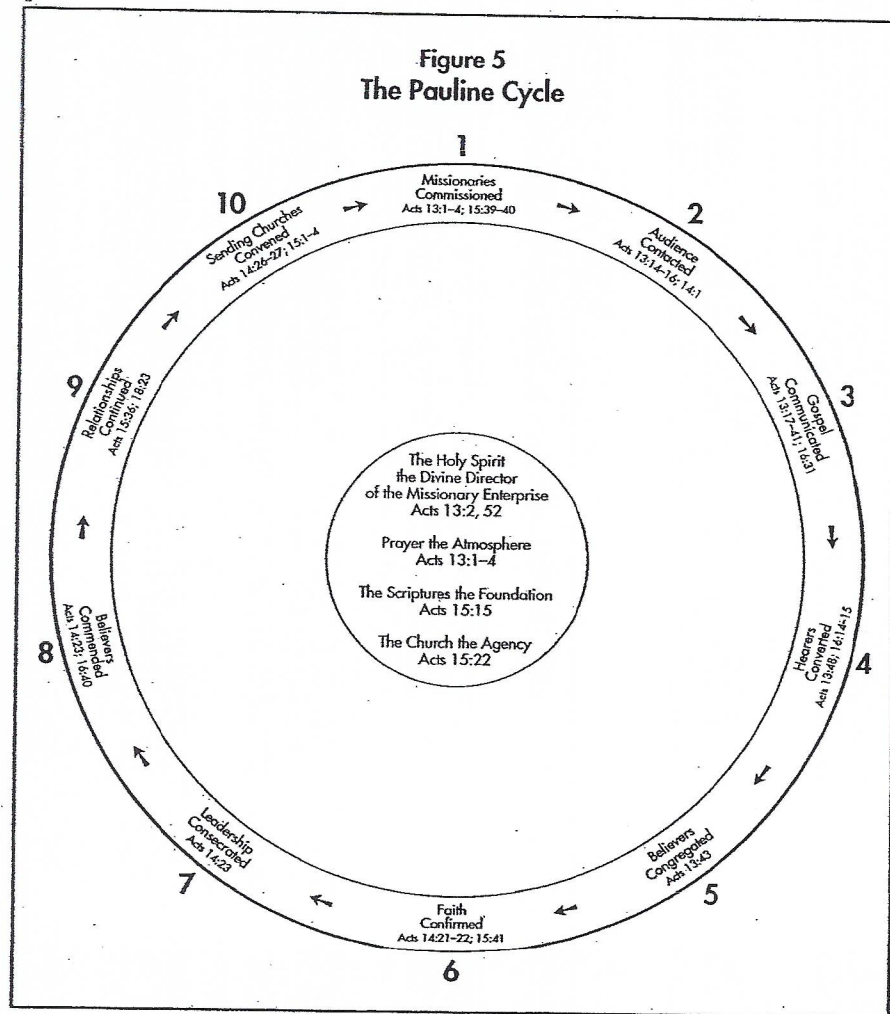 Figure 5
The Pauline Cycle
1
Missionaries
Commissioned
Acts 13:1–4; 15:39–40
2
Audience
Contacted
Acts 13:14–16; 14:1
3
Gospel
Communicated
Acts 13:17–41; 16:31
4
Hearers
Converted
Acts 13:48; 16:14–15
5
Believers
Congregated
Acts 13:43
6
Faith
Confirmed
Acts 14:21–22; 15:41
7
Leadership
Consecrated
Acts 14:23
8
Believers
Commended
Acts 14:23; 16:40
9
Relationships
Continued
Acts 15:36; 18:23
10
Sending Churches
Convened
Acts 14:26–27; 15:1–4
The Holy Spirit
the Divine Director
of the Missionary Enterprise
Acts 13:2, 52
Prayer the Atmosphere
Acts 13:1–4
The Scriptures the Foundation
Acts 15:15
The Church the Agency
Acts 15:22